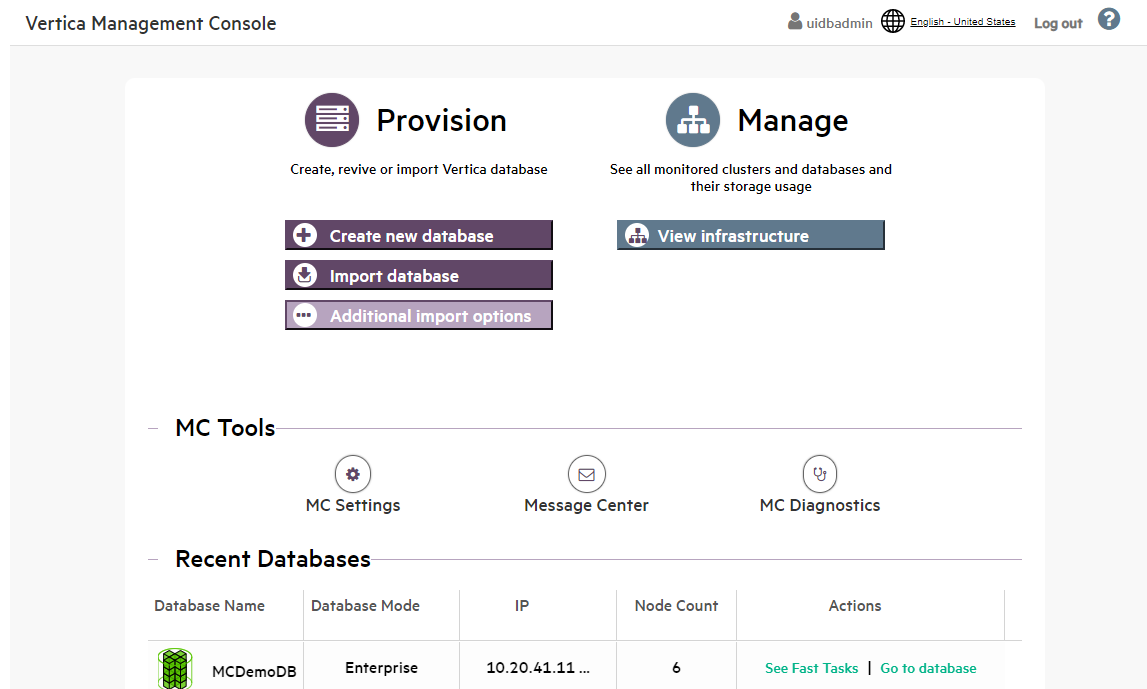 Vertica Management Console
uidbadmin English - United States Log out ?
Provision
Create, revive or import Vertica database
Create new database
Import database
Additional import options
Manage
See all monitored clusters and databases and
their storage usage
View infrastructure
MC Tools
MC Settings Message Center MC Diagnostics
Recent Databases
Database Name Database Mode IP Node Count Actions
MCDemoDB Enterprise 10.20.41.11 ... 6 See Fast Tasks | Go to database